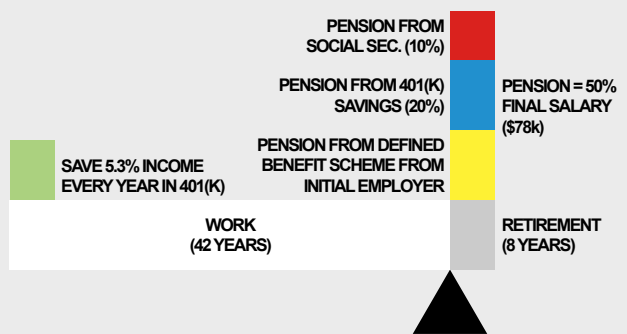 PENSION FROM
SOCIAL SEC. (10%)
PENSION FROM 401(K)
SAVINGS (20%)
PENSION = 50%
FINAL SALARY
($78k)
PENSION FROM DEFINED
BENEFIT SCHEME FROM
INITIAL EMPLOYER
SAVE 5.3% INCOME
EVERY YEAR IN 401(K)
WORK
(42 YEARS)
RETIREMENT
(8 YEARS)